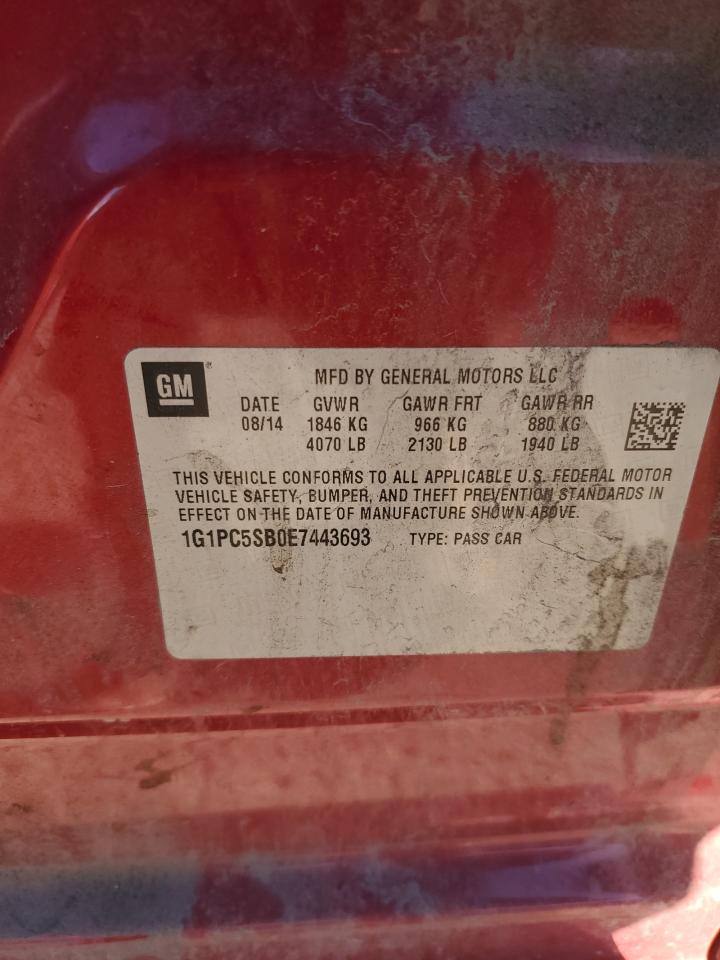 GM ®
MFD BY GENERAL MOTORS LLC
DATE GVWR GAWR FRT GAWR RR
08/14 1846 KG 966 KG 880 KG
4070 LB 2130 LB 1940 LB
THIS VEHICLE CONFORMS TO ALL APPLICABLE U.S. FEDERAL MOTOR
VEHICLE SAFETY, BUMPER, AND THEFT PREVENTION STANDARDS IN
EFFECT ON THE DATE OF MANUFACTURE SHOWN ABOVE.
1G1PC5SB0E7443693 TYPE: PASS CAR